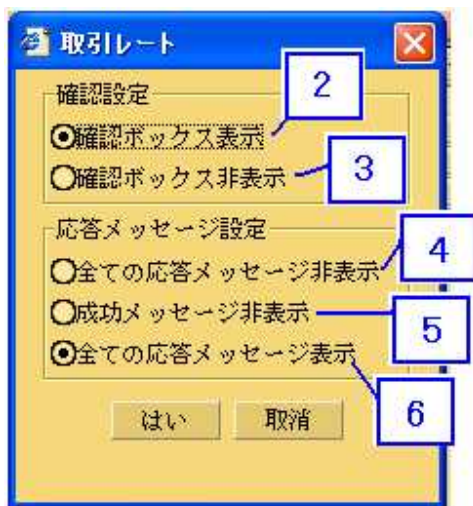 取引レート
確認設定
2
確認ボックス表示
3
確認ボックス非表示
応答メッセージ設定
4
全ての応答メッセージ非表示
5
成功メッセージ非表示
全ての応答メッセージ表示
6
はい 取消